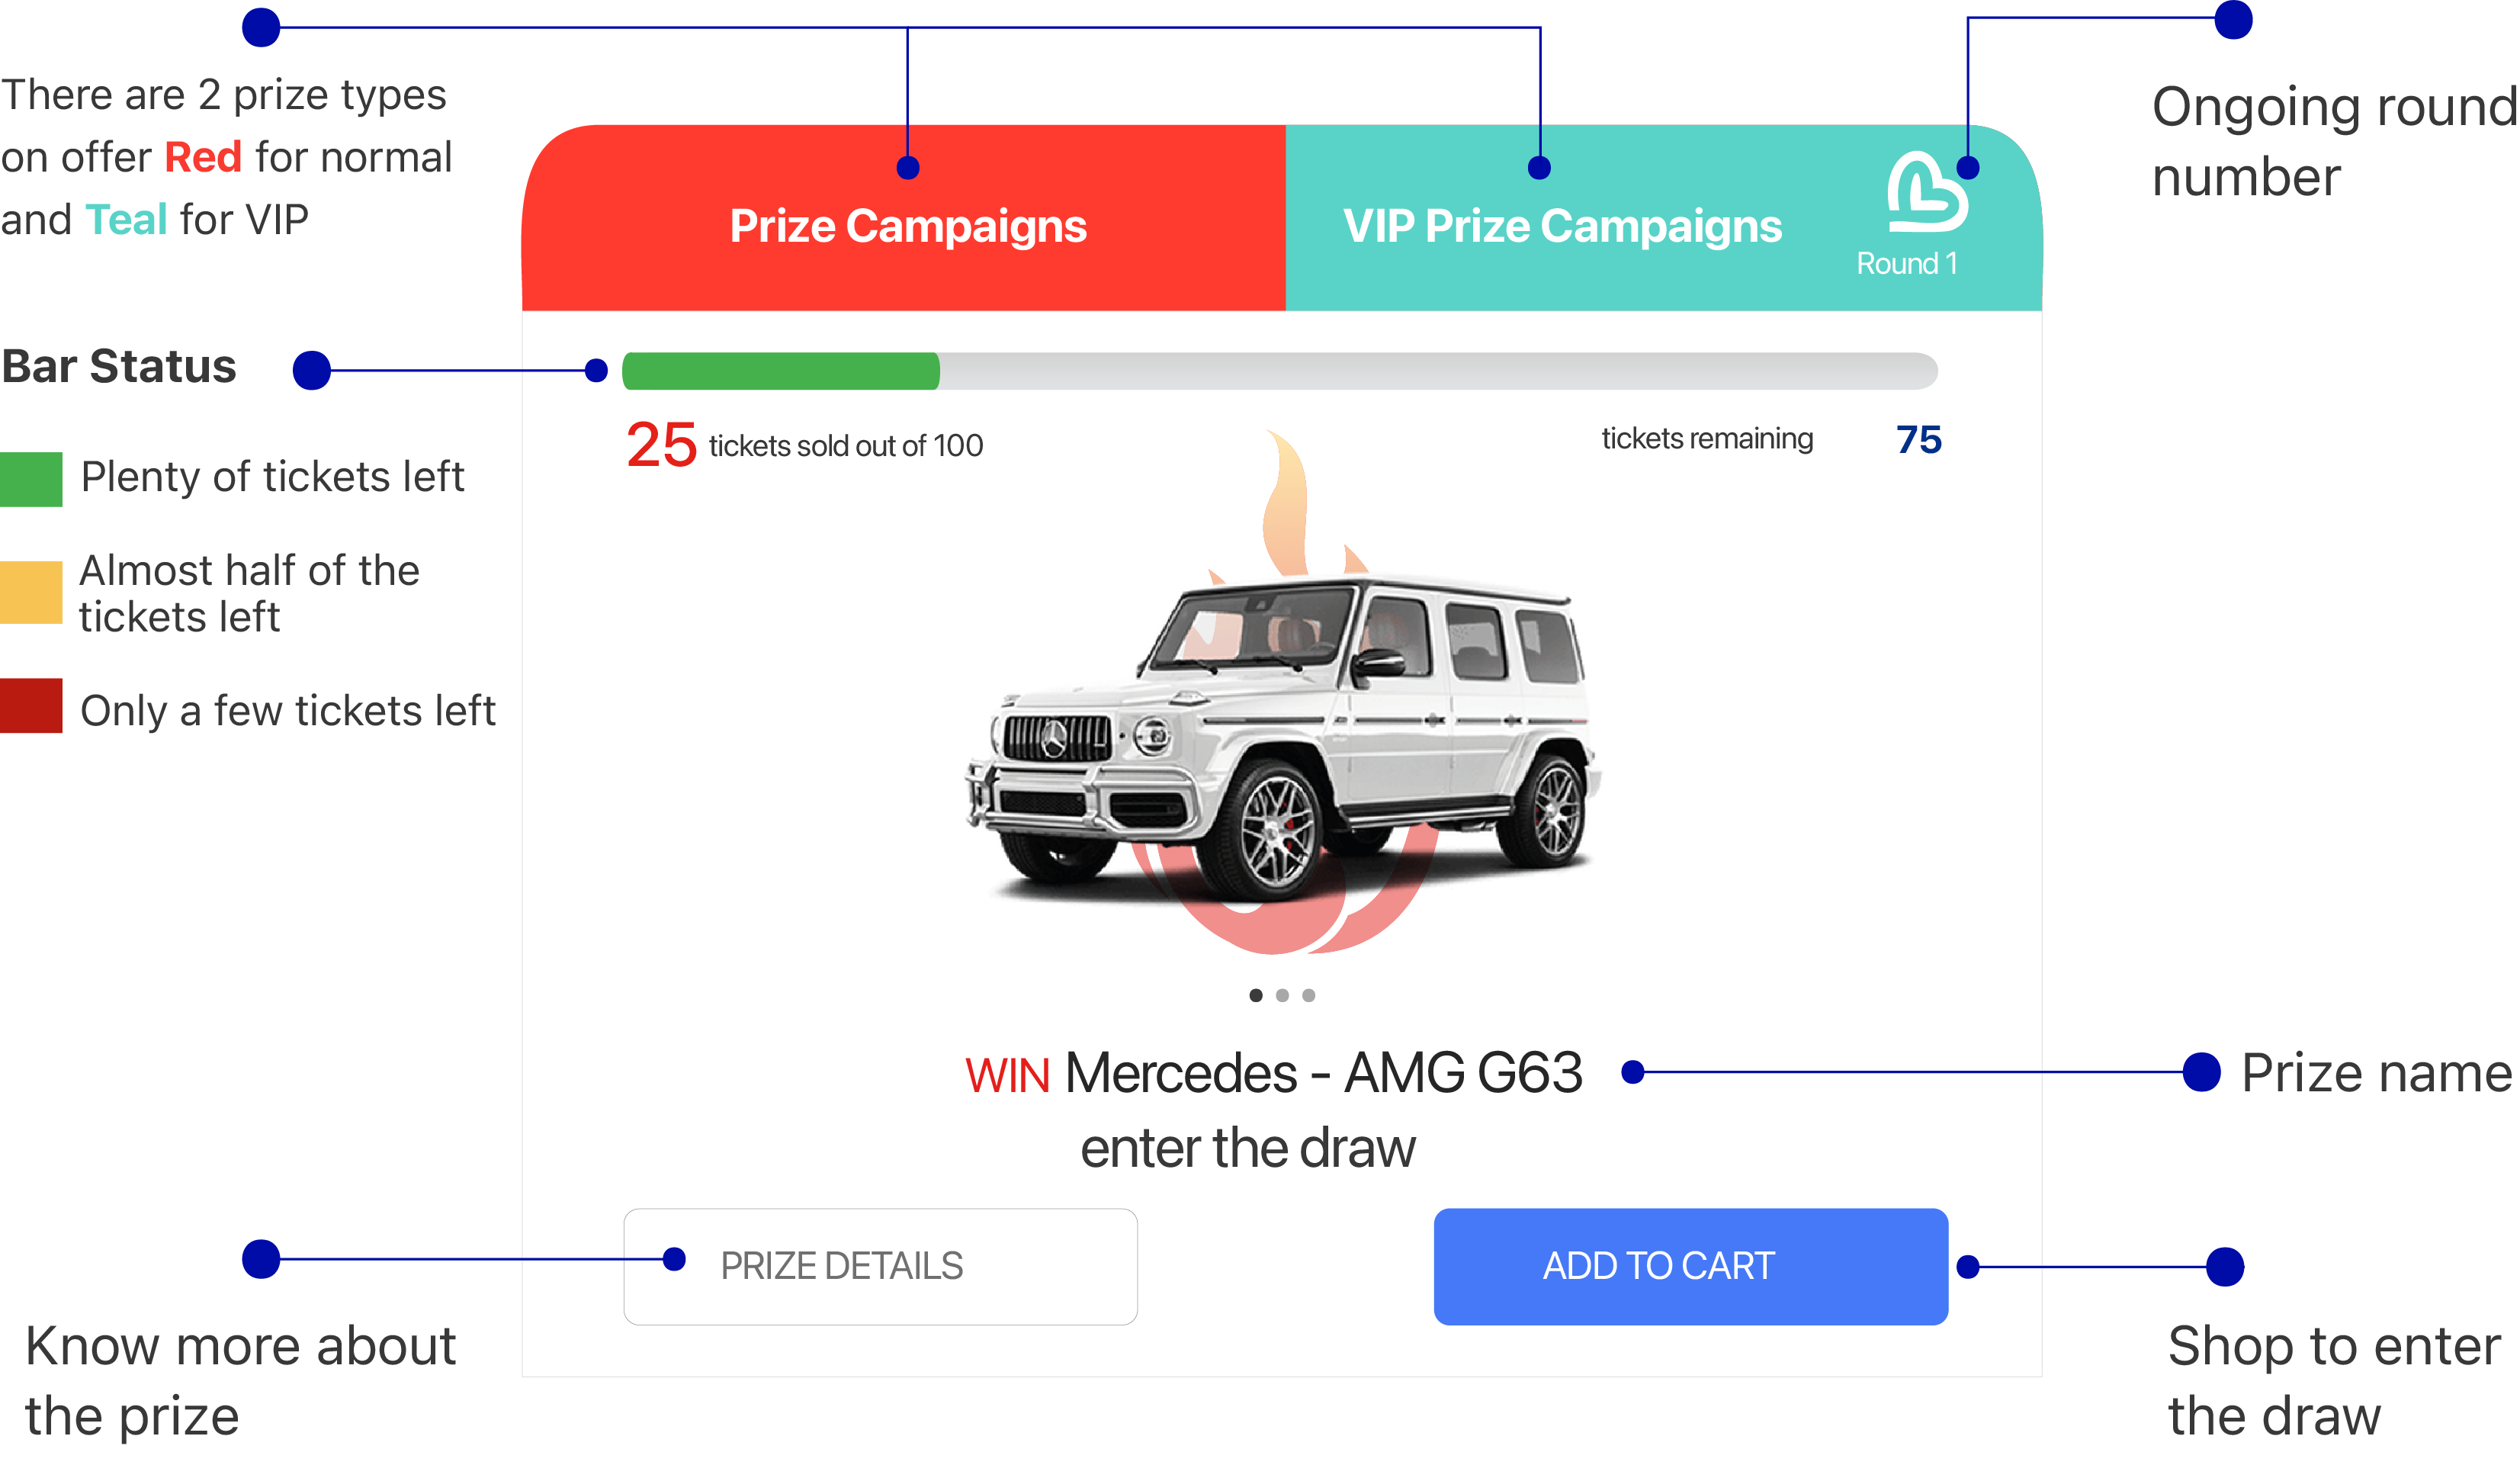 There are 2 prize types
on offer Red for normal
and Teal for VIP
Ongoing round
number
Prize Campaigns
VIP Prize Campaigns
Round 1
Bar Status
Plenty of tickets left
Almost half of the
tickets left
Only a few tickets left
25 tickets sold out of 100
tickets remaining 75
WIN Mercedes - AMG G63
enter the draw
Prize name
PRIZE DETAILS
ADD TO CART
Know more about
the prize
Shop to enter
the draw